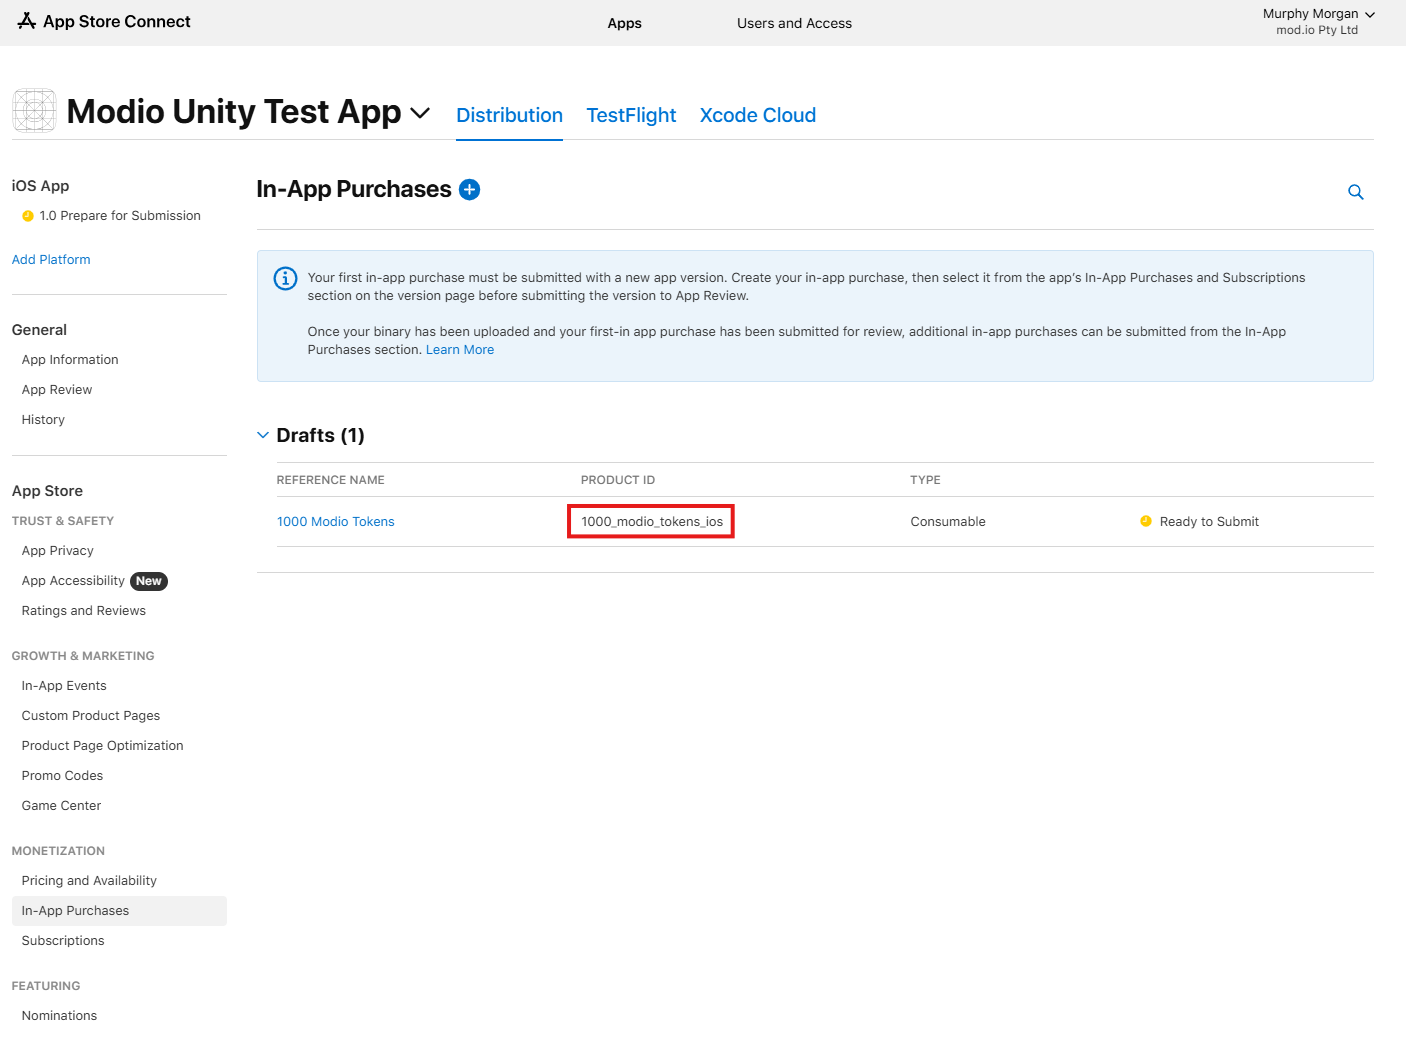 App Store Connect
Apps
Users and Access
Murphy Morgan
mod.io Pty Ltd
Modio Unity Test App
Distribution
TestFlight
Xcode Cloud
iOS App
1.0 Prepare for Submission
Add Platform
General
App Information
App Review
History
App Store
TRUST & SAFETY
App Privacy
App Accessibility New
Ratings and Reviews
GROWTH & MARKETING
In-App Events
Custom Product Pages
Product Page Optimization
Promo Codes
Game Center
MONETIZATION
Pricing and Availability
In-App Purchases
Subscriptions
FEATURING
Nominations
In-App Purchases
Your first in-app purchase must be submitted with a new app version. Create your in-app purchase, then select it from the app’s In-App Purchases and Subscriptions
section on the version page before submitting the version to App Review.
Once your binary has been uploaded and your first-in app purchase has been submitted for review, additional in-app purchases can be submitted from the In-App
Purchases section. Learn More
Drafts (1)
REFERENCE NAME
PRODUCT ID
TYPE
1000 Modio Tokens
1000_modio_tokens_ios
Consumable
Ready to Submit